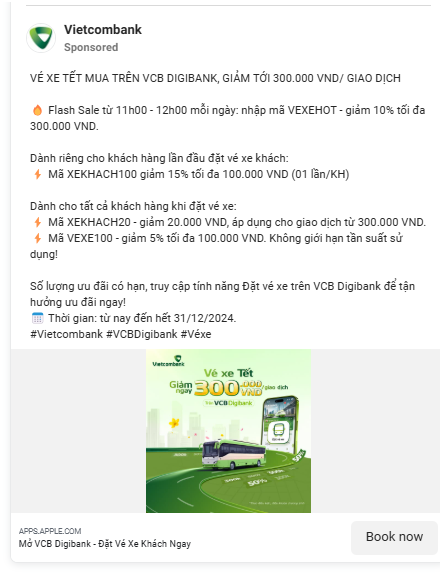 Vietcombank
Sponsored
VÉ XE TẾT MUA TRÊN VCB DIGIBANK, GIẢM TỚI 300.000 VND/ GIAO DỊCH
🔥 Flash Sale từ 11h00 - 12h00 mỗi ngày: nhập mã VEXEHOT - giảm 10% tối đa
300.000 VND.
Dành riêng cho khách hàng lần đầu đặt vé xe khách:
⚡ Mã XEKHACH100 giảm 15% tối đa 100.000 VND (01 lần/KH)
Dành cho tất cả khách hàng khi đặt vé xe:
⚡ Mã XEKHACH20 - giảm 20.000 VND, áp dụng cho giao dịch từ 300.000 VND.
⚡ Mã VEXE100 - giảm 5% tối đa 100.000 VND. Không giới hạn tần suất sử
dụng!
Số lượng ưu đãi có hạn, truy cập tính năng Đặt vé xe trên VCB Digibank để tận
hưởng ưu đãi ngay!
🗓️ Thời gian: từ nay đến hết 31/12/2024.
#Vietcombank #VCBDigibank #Véxe
Vietcombank
Vé xe Tết
Giảm ngay 300.000 VND /giao dịch
trên VCBDigibank
50%
APPS.APPLE.COM
Mở VCB Digibank - Đặt Vé Xe Khách Ngay
Book now